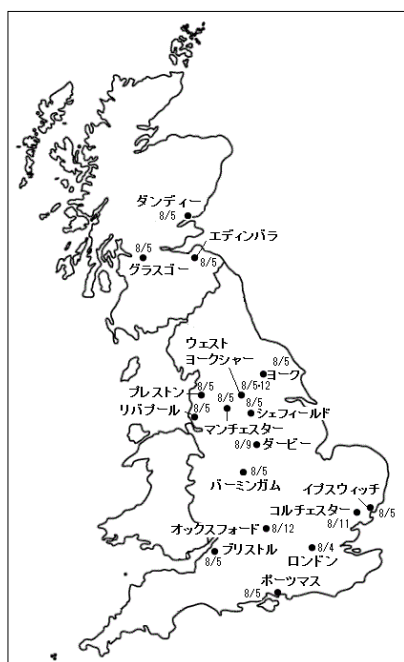 ダンディー
8/5
エディンバラ
8/5
8/5
グラスゴー
ウェスト
ヨークシャー
8/5
ヨーク
8/5・12
プレストン
8/5
8/5
8/5
シェフィールド
リバプール
8/5
マンチェスター
ダービー
8/9
8/5
バーミンガム
イプスウィッチ
8/5
コルチェスター
8/11
オックスフォード
8/12
ブリストル
8/5
8/4
ロンドン
ポーツマス
8/5